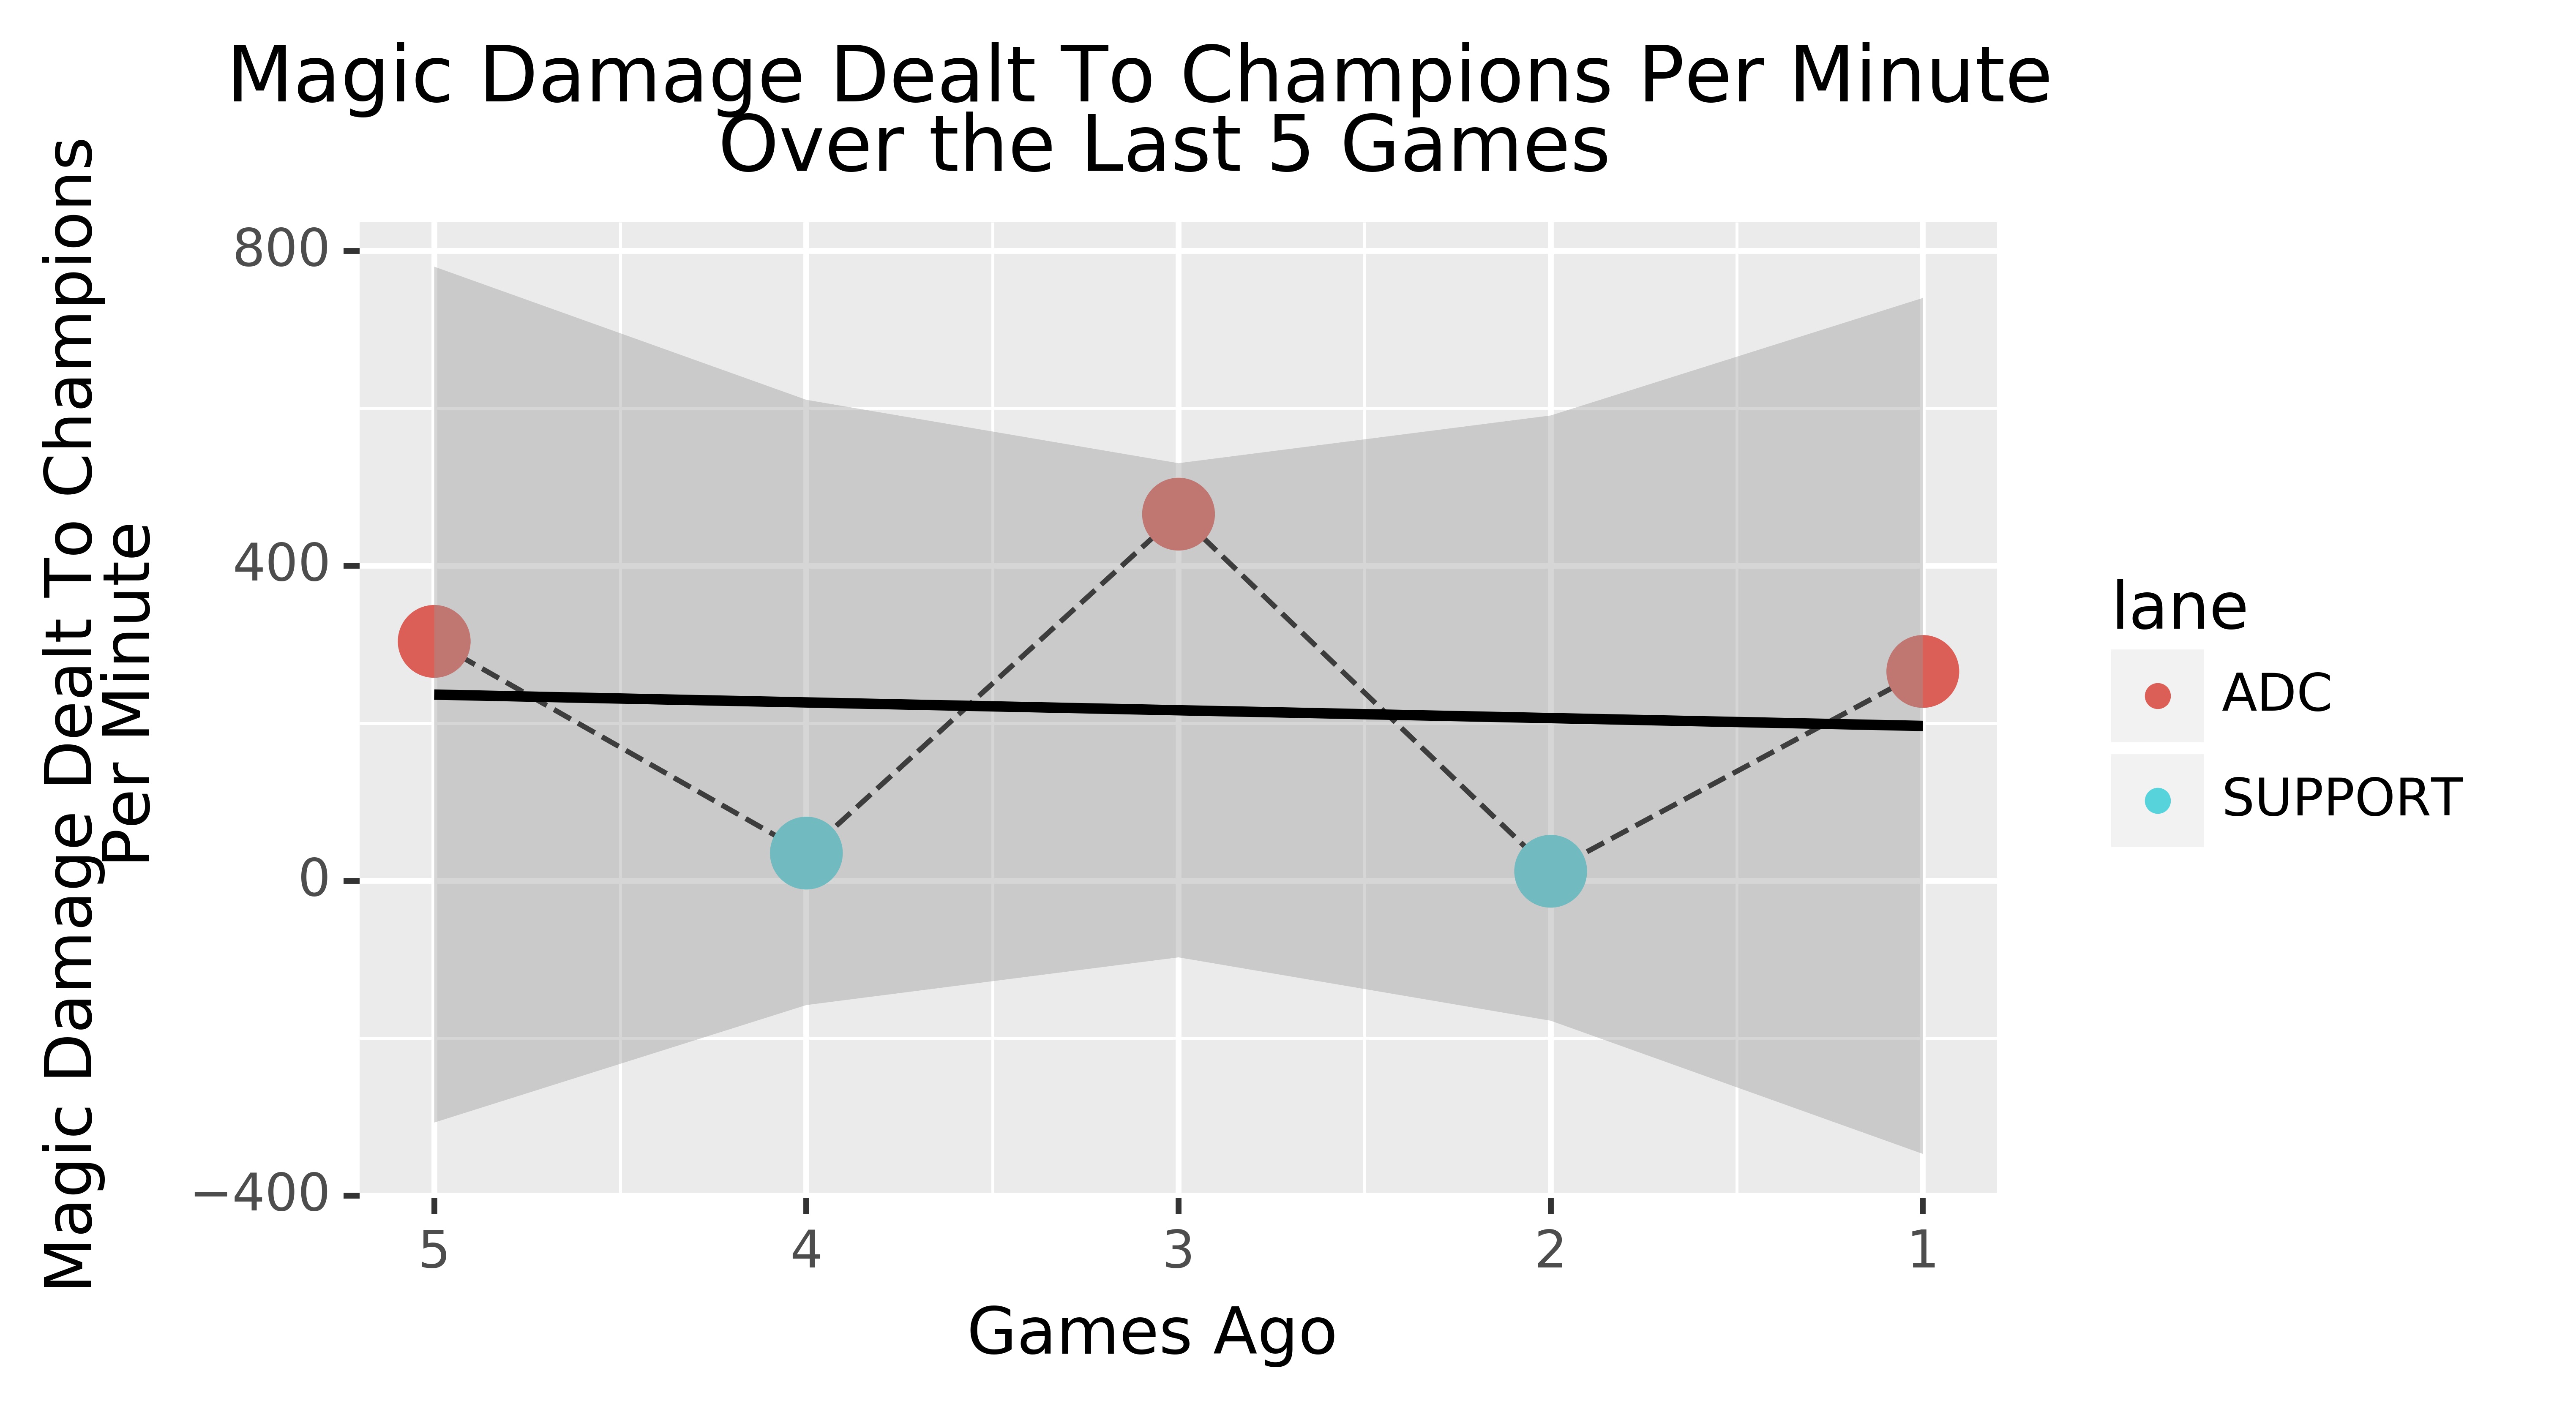 Magic Damage Dealt To Champions Per Minute
Over the Last 5 Games
Magic Damage Dealt To Champions
Per Minute
800
400
0
−400
5 4 3 2 1
Games Ago
lane
ADC
SUPPORT